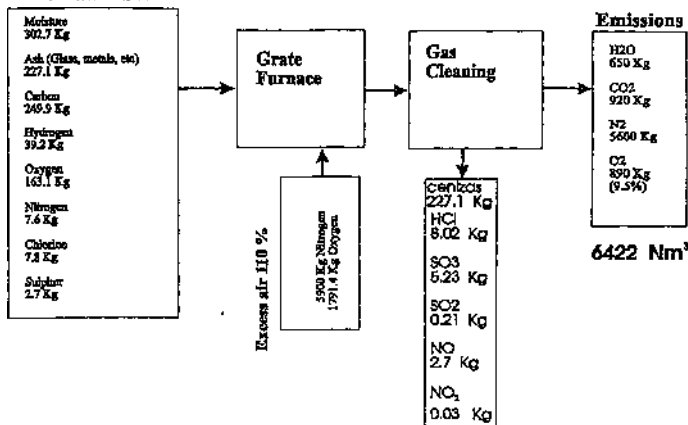 Moisture
302.7 Kg
Ash (Glass, metals, etc)
227.1 Kg
Carbon
249.9 Kg
Hydrogen
39.2 Kg
Oxygen
163.1 Kg
Nitrogen
7.6 Kg
Chlorine
7.8 Kg
Sulphur
2.7 Kg
Grate
Furnace
Excess air 110 %
5900 Kg Nitrogen
1791.4 Kg Oxygen
Gas
Cleaning
cenizas
227.1 Kg
HCl
8.02 Kg
SO3
6.23 Kg
SO2
0.21 Kg
NO
2.7 Kg
NO₂
0.03 Kg
Emissions
H2O
650 Kg
CO2
920 Kg
N2
5600 Kg
O2
890 Kg
(9.5%)
6422 Nm³